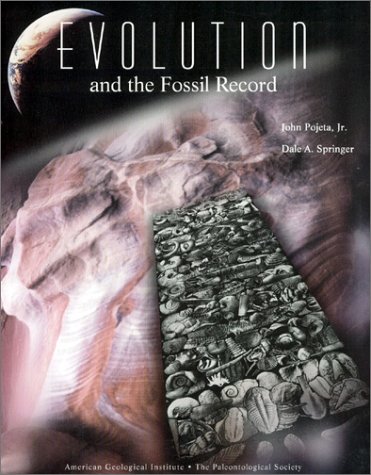 EVOLUTION
and the Fossil Record
John Pojeta, Jr.
Dale A. Springer
American Geological Institute • The Paleontological Society